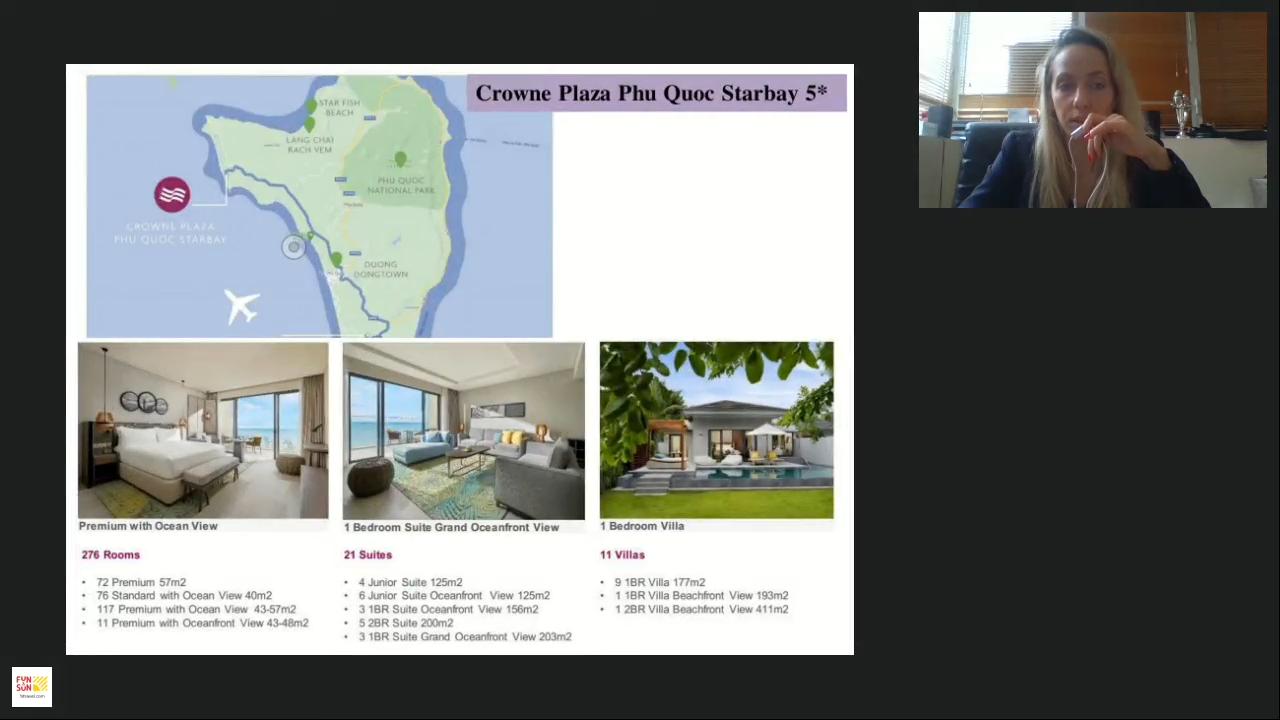 Crowne Plaza Phu Quoc Starbay 5*
STAR FISH
BEACH
LANG CHAI
RACH VEM
PHU QUOC
NATIONAL PARK
CROWNE PLAZA
PHU QUOC STARBAY
DUONG
DONGTOWN
Premium with Ocean View
276 Rooms
• 72 Premium 57m2
• 76 Standard with Ocean View 40m2
• 117 Premium with Ocean View 43-57m2
• 11 Premium with Oceanfront View 43-48m2
1 Bedroom Suite Grand Oceanfront View
21 Suites
• 4 Junior Suite 125m2
• 6 Junior Suite Oceanfront View 125m2
• 3 1BR Suite Oceanfront View 156m2
• 5 2BR Suite 200m2
• 3 1BR Suite Grand Oceanfront View 203m2
1 Bedroom Villa
11 Villas
• 9 1BR Villa 177m2
• 1 1BR Villa Beachfront View 193m2
• 1 2BR Villa Beachfront View 411m2
FUN
&SUN